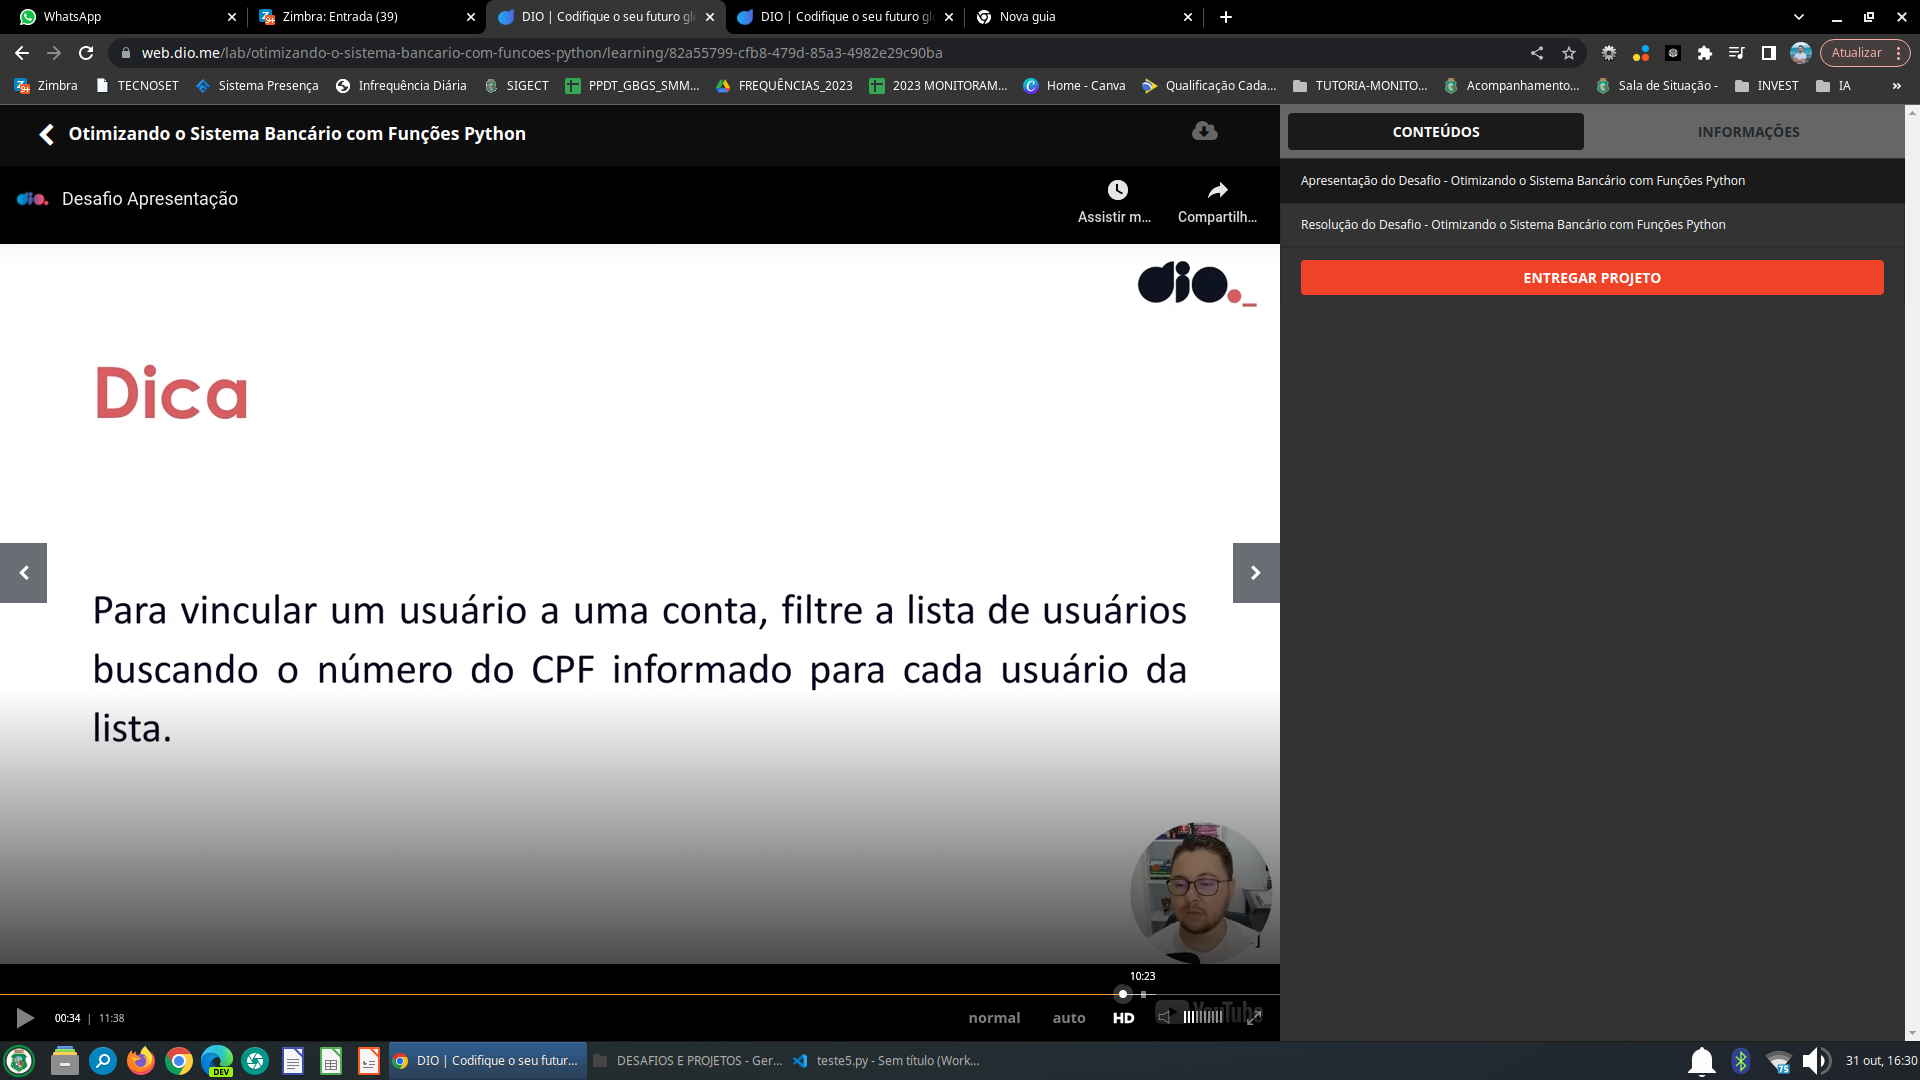 WhatsApp
Zimbra: Entrada (39)
DIO | Codifique o seu futuro
DIO | Codifique o seu futuro
Nova guia
web.dio.me/lab/otimizando-o-sistema-bancario-com-funcoes-python/learning/82a55799-cfb8-479d-85a3-4982e29c90ba
Atualizar
Zimbra
TECNOSET
Sistema Presença
Infrequência Diária
SIGECT
PPDT_GBGS_SMM...
FREQUÊNCIAS_2023
2023 MONITORAM...
Home - Canva
Qualificação Cada...
TUTORIA-MONITO...
Acompanhamento...
Sala de Situação -
INVEST
IA
»
Otimizando o Sistema Bancário com Funções Python
CONTEÚDOS
INFORMAÇÕES
dio. Desafio Apresentação
Assistir m...
Compartilh...
Apresentação do Desafio - Otimizando o Sistema Bancário com Funções Python
Resolução do Desafio - Otimizando o Sistema Bancário com Funções Python
ENTREGAR PROJETO
dio._
Dica
Para vincular um usuário a uma conta, filtre a lista de usuários
buscando o número do CPF informado para cada usuário da
lista.
10:23
00:34 | 11:38
normal
auto
HD
YouTube
DEV
DIO | Codifique o seu futur...
DESAFIOS E PROJETOS - Ger...
teste5.py - Sem título (Work...
75
31 out, 16:30